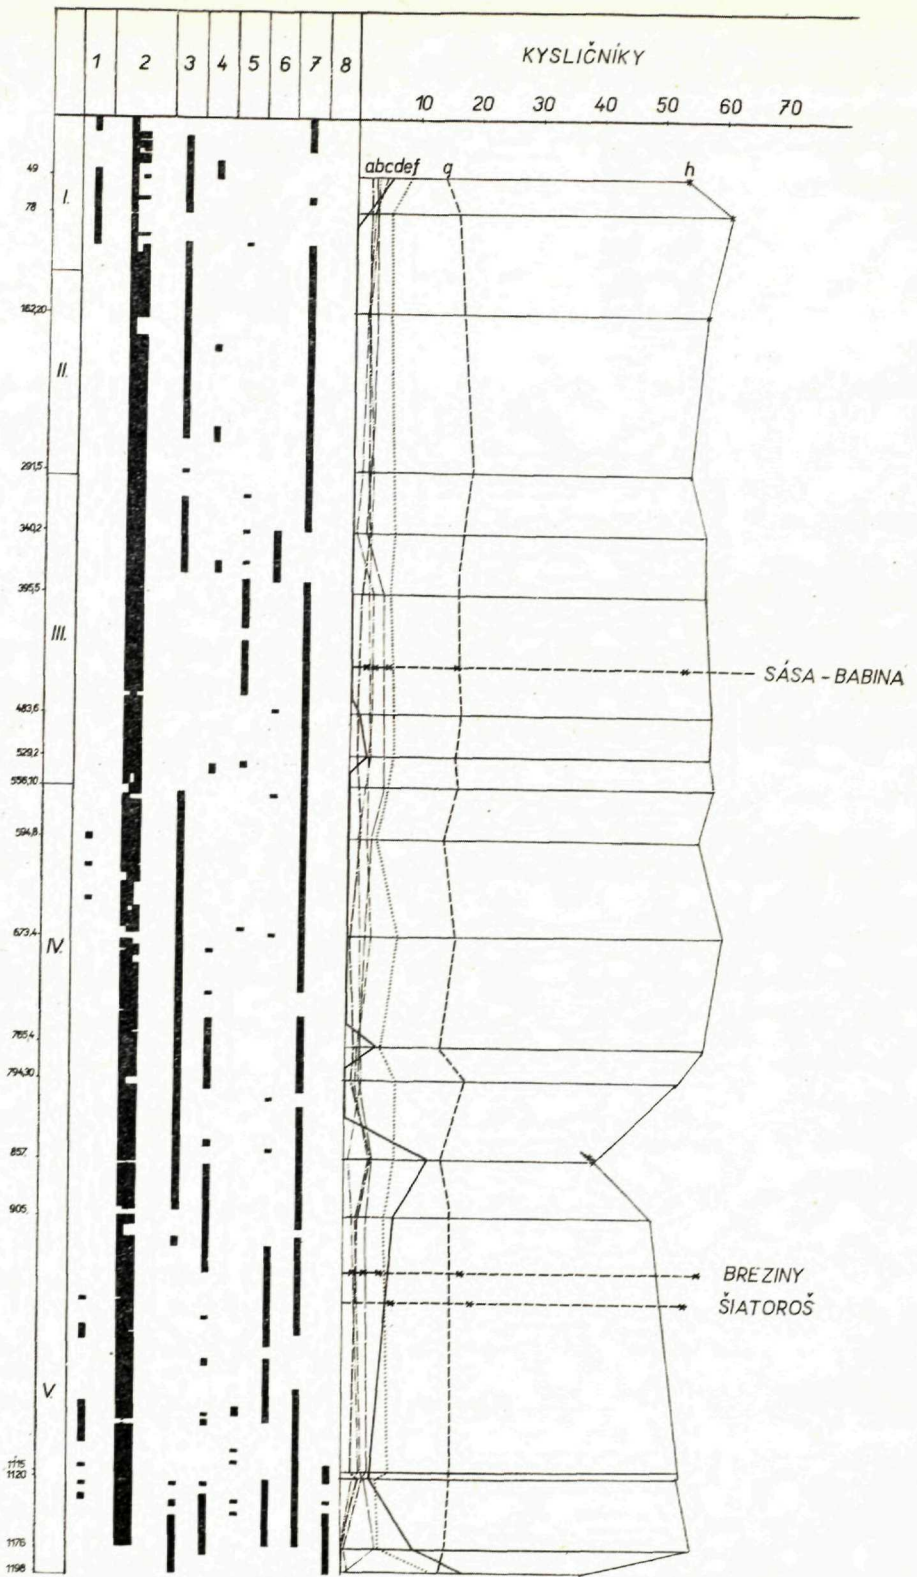 KYSLIČNÍKY
1 2 3 4 5 6 7 8
10 20 30 40 50 60 70
abcdef g h
49
I.
78
162,20
II.
291,5
340,2
395,5
III.
SÁSA - BABINA
483,6
529,2
556,10
594,8
673,4
IV.
765,4
794,30
857
905
BREZINY
ŠIATOROŠ
V.
1115
1120
1176
1198